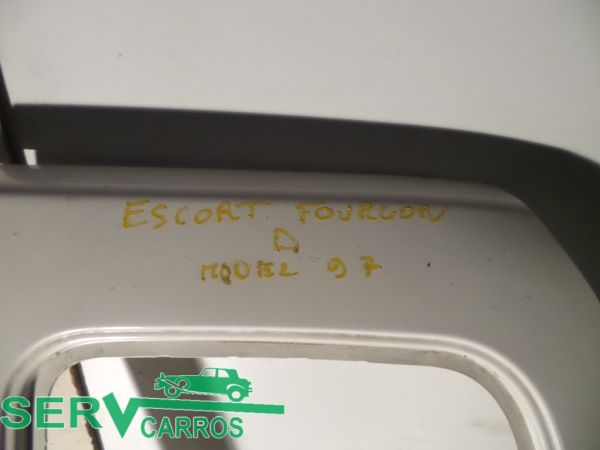 ESCORT FOURGON
D
MODEL 97
SERV
CARROS